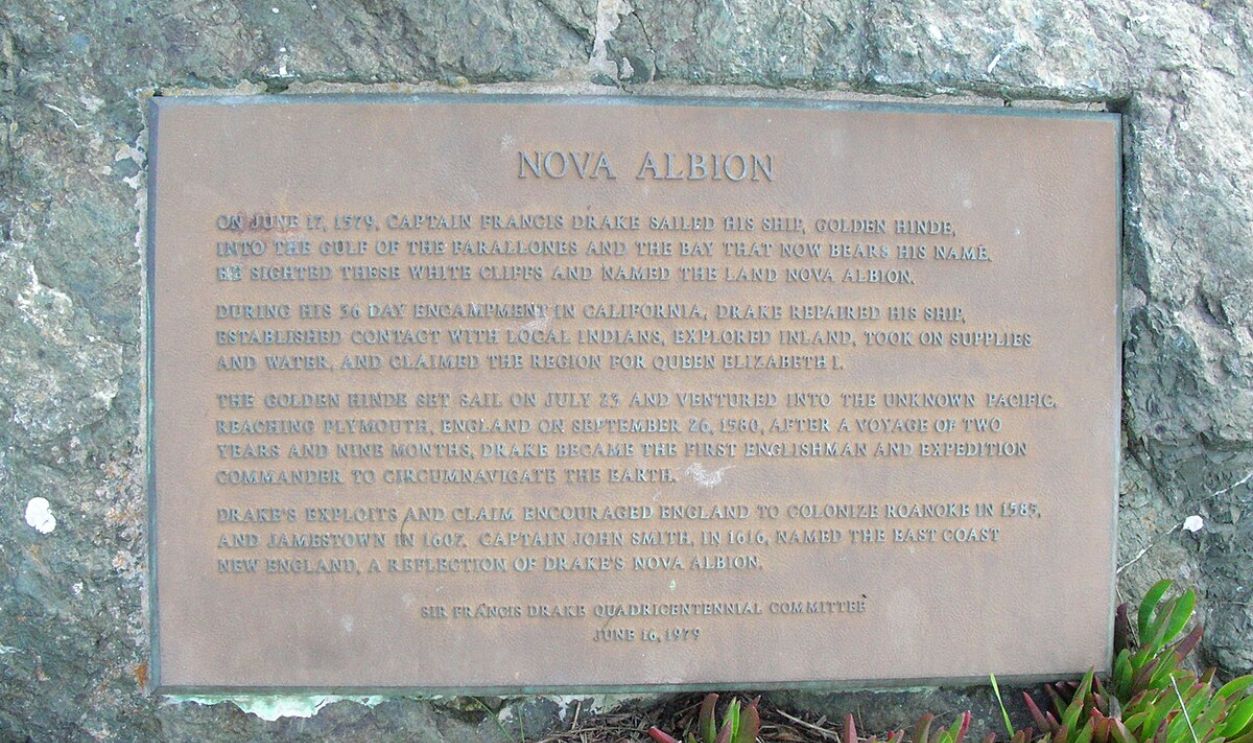 NOVA ALBION
ON JUNE 17, 1579, CAPTAIN FRANCIS DRAKE SAILED HIS SHIP, GOLDEN HINDE,
INTO THE GULF OF THE FARALLONES AND THE BAY THAT NOW BEARS HIS NAME.
HE SIGHTED THESE WHITE CLIFFS AND NAMED THE LAND NOVA ALBION.
DURING HIS 36 DAY ENCAMPMENT IN CALIFORNIA, DRAKE REPAIRED HIS SHIP,
ESTABLISHED CONTACT WITH LOCAL INDIANS, EXPLORED INLAND, TOOK ON SUPPLIES
AND WATER, AND CLAIMED THE REGION FOR QUEEN ELIZABETH I.
THE GOLDEN HINDE SET SAIL ON JULY 23 AND VENTURED INTO THE UNKNOWN PACIFIC.
REACHING PLYMOUTH, ENGLAND ON SEPTEMBER 26, 1580, AFTER A VOYAGE OF TWO
YEARS AND NINE MONTHS, DRAKE BECAME THE FIRST ENGLISHMAN AND EXPEDITION
COMMANDER TO CIRCUMNAVIGATE THE EARTH.
DRAKE'S EXPLOITS AND CLAIM ENCOURAGED ENGLAND TO COLONIZE ROANOKE IN 1585,
AND JAMESTOWN IN 1607. CAPTAIN JOHN SMITH, IN 1616, NAMED THE EAST COAST
NEW ENGLAND, A REFLECTION OF DRAKE'S NOVA ALBION.
SIR FRANCIS DRAKE QUADRICENTENNIAL COMMITTEE
JUNE 16, 1979